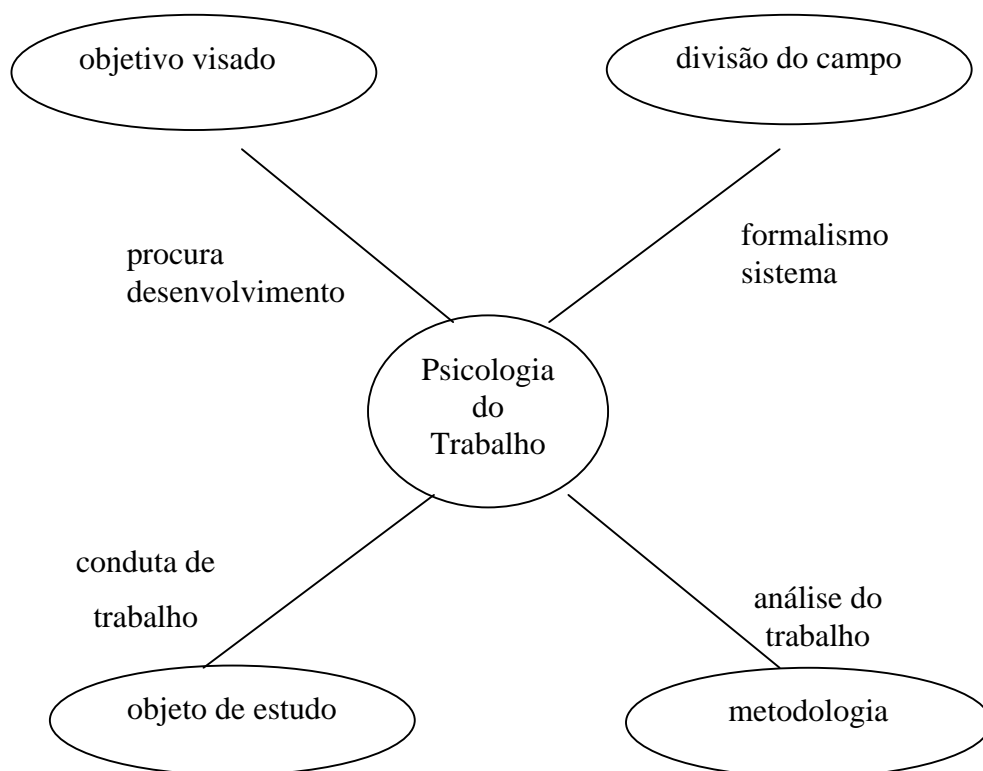 objetivo visado
divisão do campo
formalismo
sistema
procura
desenvolvimento
Psicologia
do
Trabalho
conduta de
trabalho
análise do
trabalho
objeto de estudo
metodologia